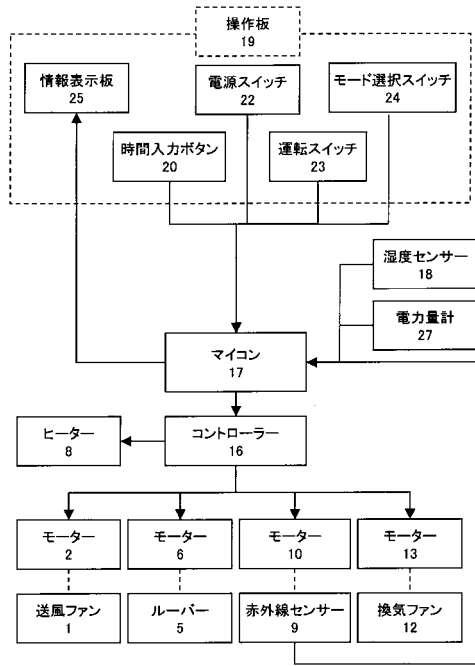 操作板
19
情報表示板
25
電源スイッチ
22
モード選択スイッチ
24
時間入力ボタン
20
運転スイッチ
23
湿度センサー
18
電力量計
27
マイコン
17
ヒーター
8
コントローラー
16
モーター
2
モーター
6
モーター
10
モーター
13
送風ファン
1
ルーバー
5
赤外線センサー
9
換気ファン
12